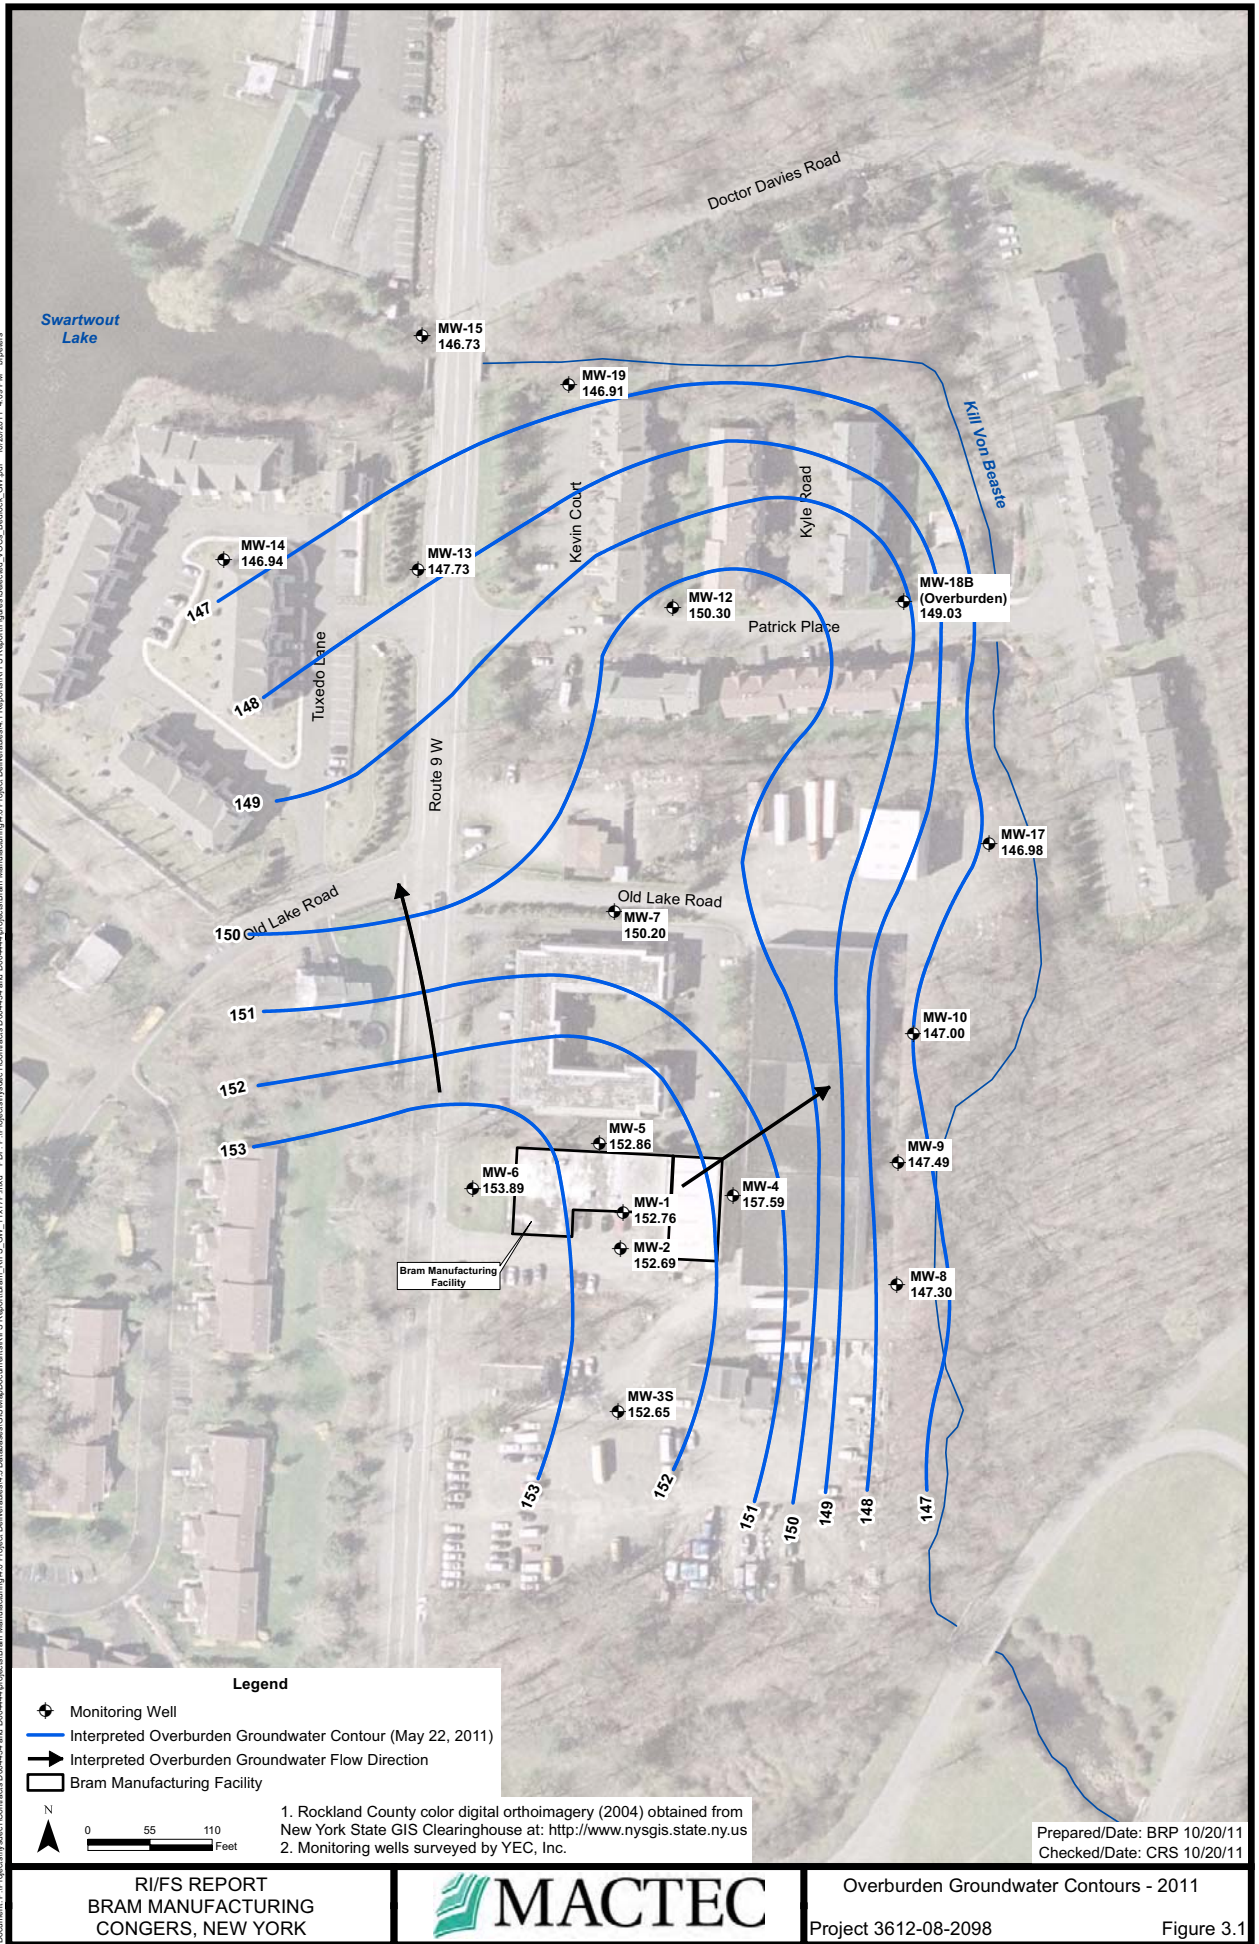 Doctor Davies Road
Swartwout
Lake
MW-15
146.73
MW-19
146.91
Kill Von Beaste
Kevin Court
Kyle Road
MW-14
146.94
MW-13
147.73
MW-12
150.30
MW-18B
(Overburden)
149.03
147
Patrick Place
Tuxedo Lane
148
Route 9 W
149
MW-17
146.98
Old Lake Road
Old Lake Road
150
MW-7
150.20
151
MW-10
147.00
152
153
MW-5
152.86
MW-9
147.49
MW-6
153.89
MW-4
157.59
MW-1
152.76
MW-2
152.69
Bram Manufacturing
Facility
MW-8
147.30
MW-3S
152.65
153
152
151
150
149
148
147
Legend
Monitoring Well
Interpreted Overburden Groundwater Contour (May 22, 2011)
Interpreted Overburden Groundwater Flow Direction
Bram Manufacturing Facility
N
0 55 110
Feet
1. Rockland County color digital orthoimagery (2004) obtained from
New York State GIS Clearinghouse at: http://www.nysgis.state.ny.us
2. Monitoring wells surveyed by YEC, Inc.
Prepared/Date: BRP 10/20/11
Checked/Date: CRS 10/20/11
RI/FS REPORT
BRAM MANUFACTURING
CONGERS, NEW YORK
MACTEC
Overburden Groundwater Contours - 2011
Project 3612-08-2098 Figure 3.1